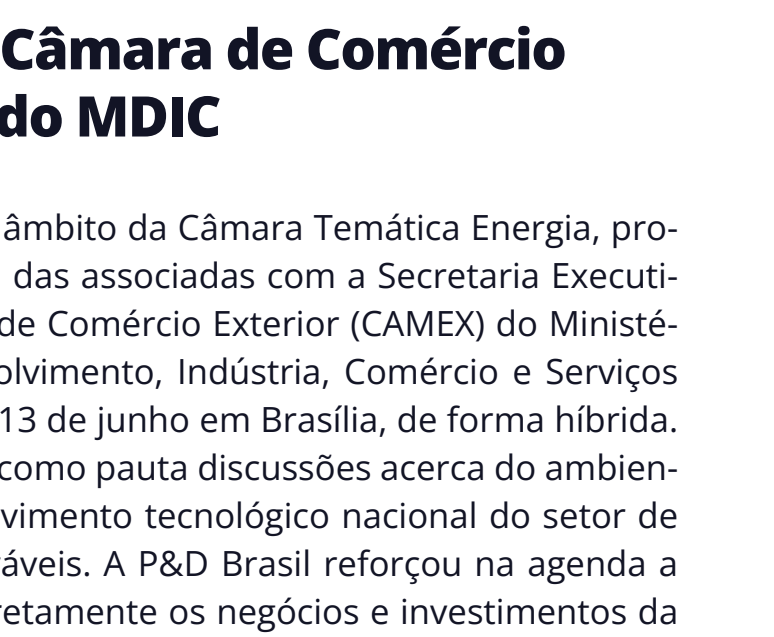 Câmara de Comércio
do MDIC
âmbito da Câmara Temática Energia, pro-
das associadas com a Secretaria Executi-
de Comércio Exterior (CAMEX) do Ministé-
olvimento, Indústria, Comércio e Serviços
13 de junho em Brasília, de forma híbrida.
como pauta discussões acerca do ambien-
vimento tecnológico nacional do setor de
áveis. A P&D Brasil reforçou na agenda a
retamente os negócios e investimentos da